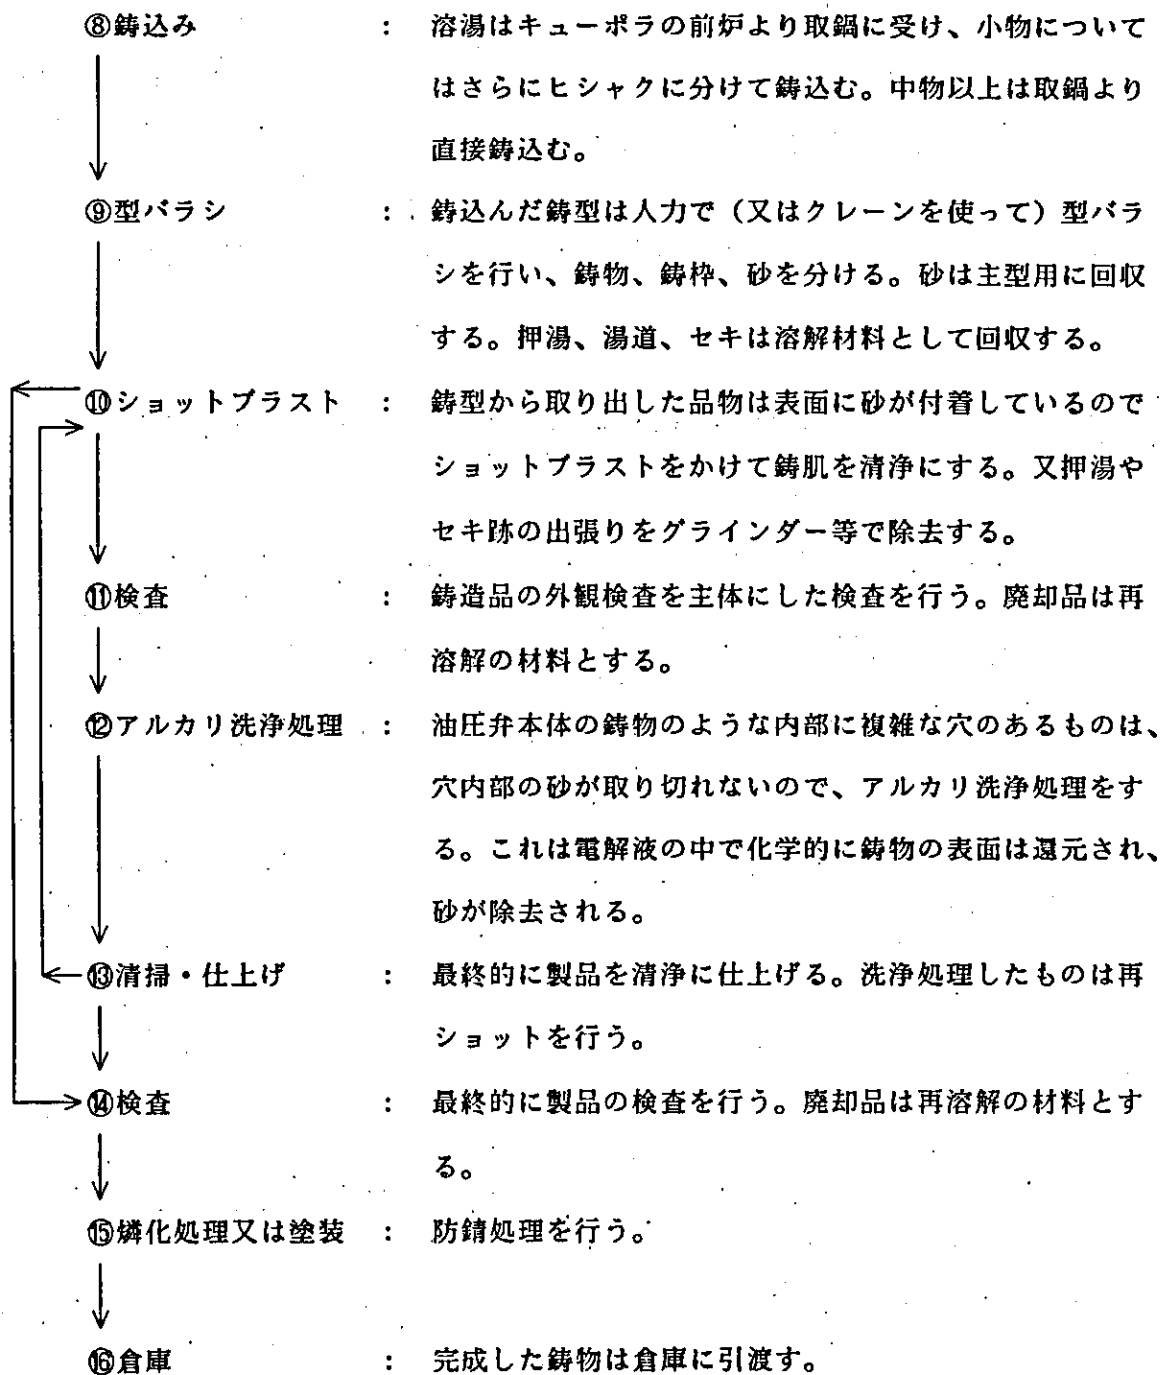 ⑧鋳込み : 溶湯はキューポラの前炉より取鍋に受け、小物について
はさらにヒシャクに分けて鋳込む。中物以上は取鍋より
直接鋳込む。
⑨型バラシ : 鋳込んだ鋳型は人力で（又はクレーンを使って）型バラ
シを行い、鋳物、鋳枠、砂を分ける。砂は主型用に回収
する。押湯、湯道、セキは溶解材料として回収する。
⑩ショットブラスト : 鋳型から取り出した品物は表面に砂が付着しているので
ショットブラストをかけて鋳肌を清浄にする。又押湯や
セキ跡の出張りをグラインダー等で除去する。
⑪検査 : 鋳造品の外観検査を主体にした検査を行う。廃却品は再
溶解の材料とする。
⑫アルカリ洗浄処理 : 油圧弁本体の鋳物のような内部に複雑な穴のあるものは、
穴内部の砂が取り切れないので、アルカリ洗浄処理をす
る。これは電解液の中で化学的に鋳物の表面は還元され、
砂が除去される。
⑬清掃・仕上げ : 最終的に製品を清浄に仕上げる。洗浄処理したものは再
ショットを行う。
⑭検査 : 最終的に製品の検査を行う。廃却品は再溶解の材料とす
る。
⑮燐化処理又は塗装 : 防錆処理を行う。
⑯倉庫 : 完成した鋳物は倉庫に引渡す。